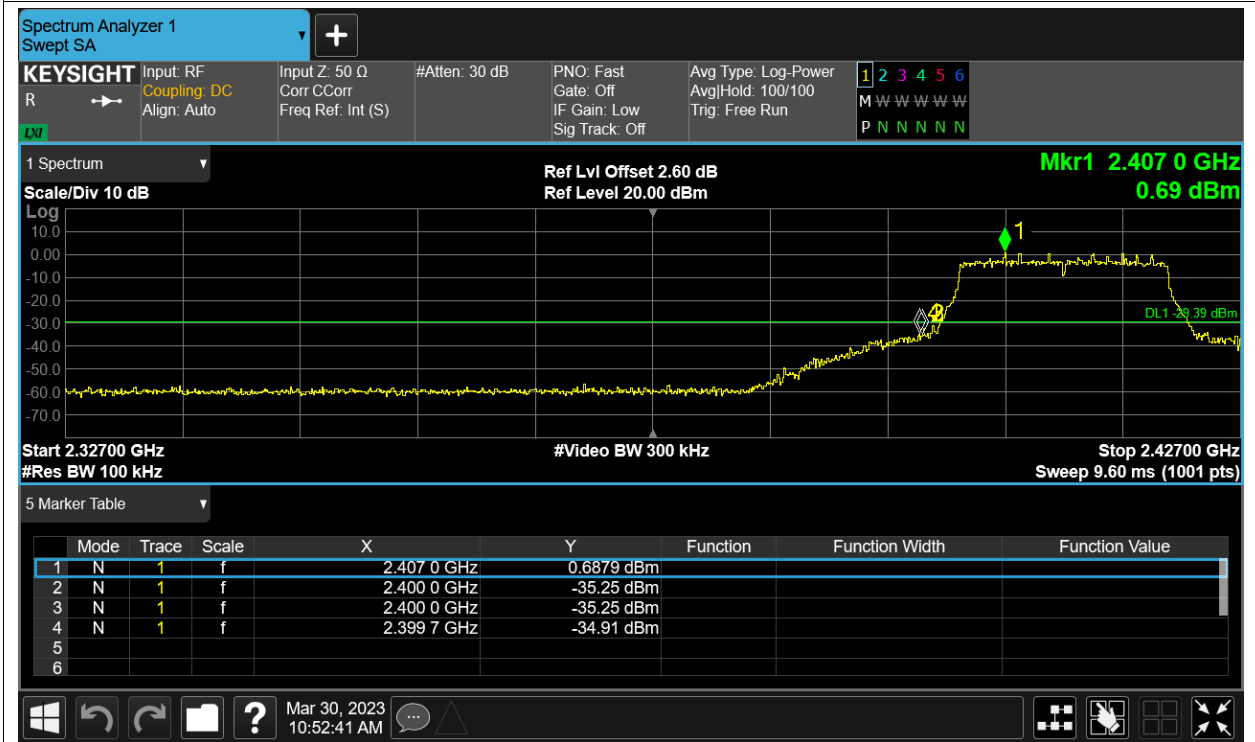 Spectrum Analyzer 1
Swept SA
+
KEYSIGHT Input: RF Input Z: 50 Ω #Atten: 30 dB PNO: Fast Avg Type: Log-Power 1 2 3 4 5 6
R Coupling: DC Corr CCorr Gate: Off Avg|Hold: 100/100 M W W W W W
Align: Auto Freq Ref: Int (S) IF Gain: Low Trig: Free Run
LXI Sig Track: Off P N N N N N
1 Spectrum Ref Lvl Offset 2.60 dB Mkr1 2.407 0 GHz
Scale/Div 10 dB Ref Level 20.00 dBm 0.69 dBm
Log
10.0
1
0.00
-10.0
-20.0
-30.0
DL1 -29.39 dBm
-40.0
-50.0
-60.0
-70.0
Start 2.32700 GHz #Video BW 300 kHz Stop 2.42700 GHz
#Res BW 100 kHz Sweep 9.60 ms (1001 pts)
5 Marker Table
Mode Trace Scale X Y Function Function Width Function Value
1 N 1 f 2.407 0 GHz 0.6879 dBm
2 N 1 f 2.400 0 GHz -35.25 dBm
3 N 1 f 2.400 0 GHz -35.25 dBm
4 N 1 f 2.399 7 GHz -34.91 dBm
5
6
? Mar 30, 2023
10:52:41 AM